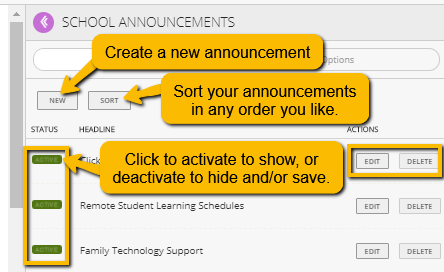 SCHOOL ANNOUNCEMENTS
Create a new announcement
Options
NEW
SORT
Sort your announcements
in any order you like.
STATUS
HEADLINE
ACTIONS
ACTIVE
Click to activate to show, or
deactivate to hide and/or save.
EDIT
DELETE
ACTIVE
Remote Student Learning Schedules
EDIT
DELETE
ACTIVE
Family Technology Support
EDIT
DELETE